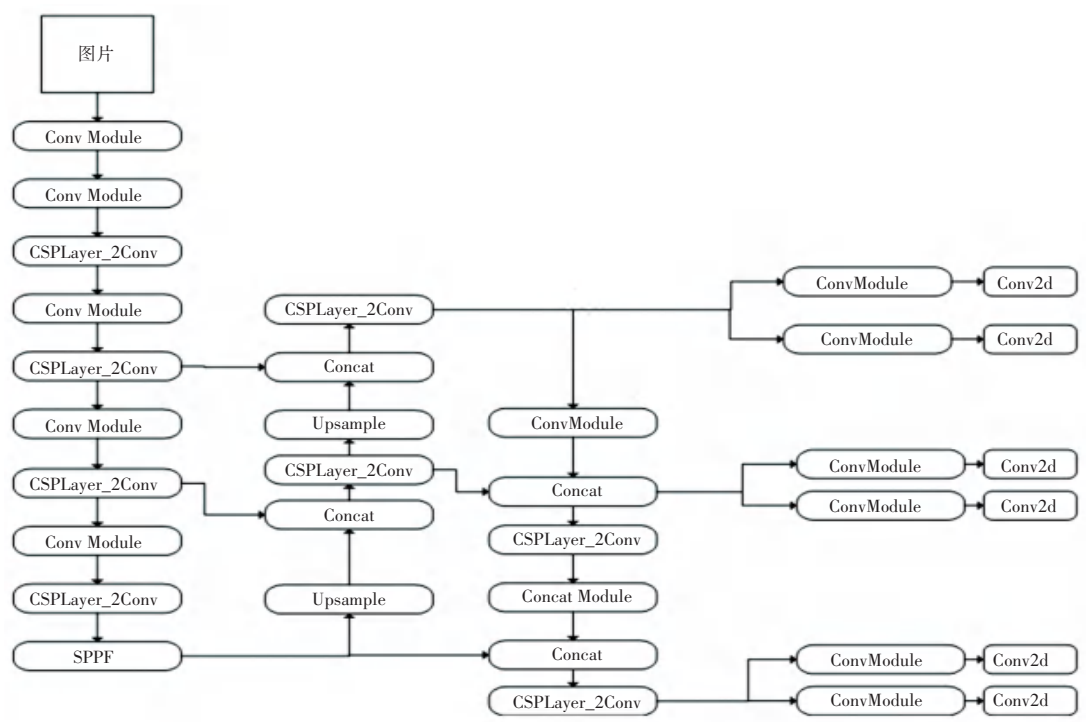 图片
Conv Module
Conv Module
CSPLayer_2Conv
Conv Module
CSPLayer_2Conv
Conv Module
CSPLayer_2Conv
Conv Module
CSPLayer_2Conv
SPPF
CSPLayer_2Conv
Concat
Upsample
CSPLayer_2Conv
Concat
Upsample
ConvModule
Concat
CSPLayer_2Conv
Concat Module
Concat
CSPLayer_2Conv
ConvModule
Conv2d
ConvModule
Conv2d
ConvModule
Conv2d
ConvModule
Conv2d
ConvModule
Conv2d
ConvModule
Conv2d